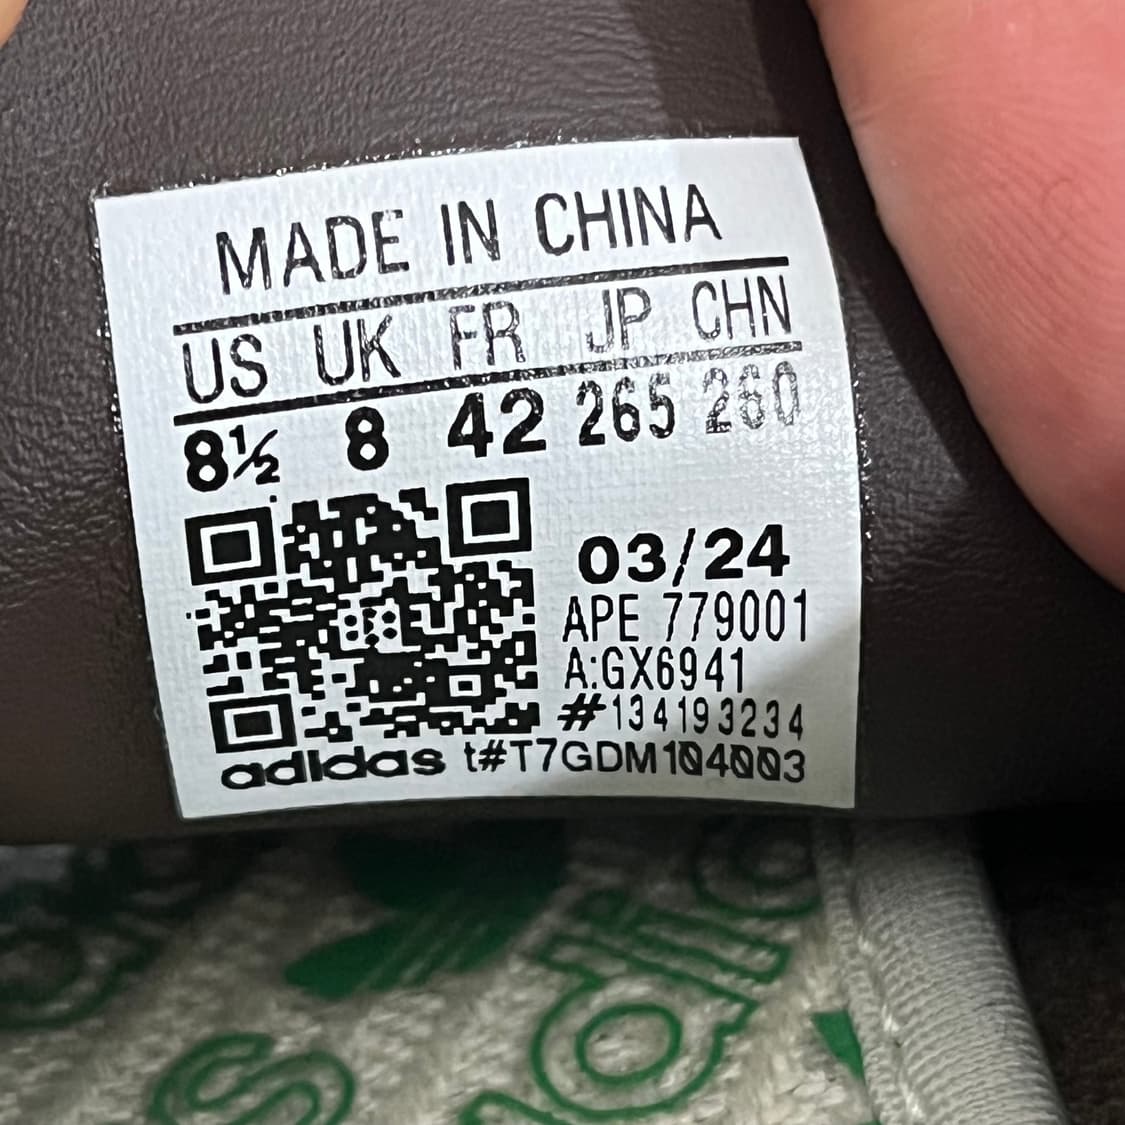 MADE IN CHINA
US UK FR JP CHN
8½ 8 42 265 260
03/24
APE 779001
A:GX6941
#134193234
adidas t#T7GDM104003
adidas